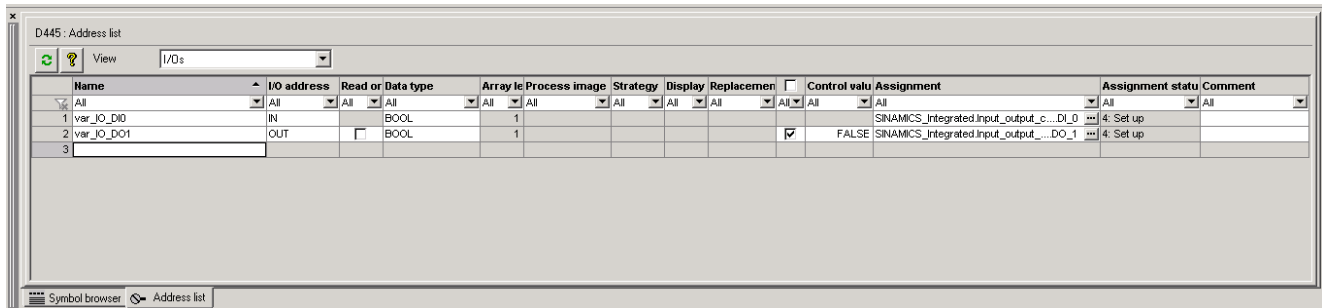 D445 : Address list
View I/Os
Name I/O address Read or Data type Array le Process image Strategy Display Replacemen Control valu Assignment Assignment statu Comment
All All All All All All All All All All All All All All
1 var_IO_DI0 IN BOOL 1 SINAMICS_Integrated.Input_output_c....DI_0 ... 4: Set up
2 var_IO_DO1 OUT BOOL 1 FALSE SINAMICS_Integrated.Input_output_....DO_1 ... 4: Set up
3
Symbol browser Address list